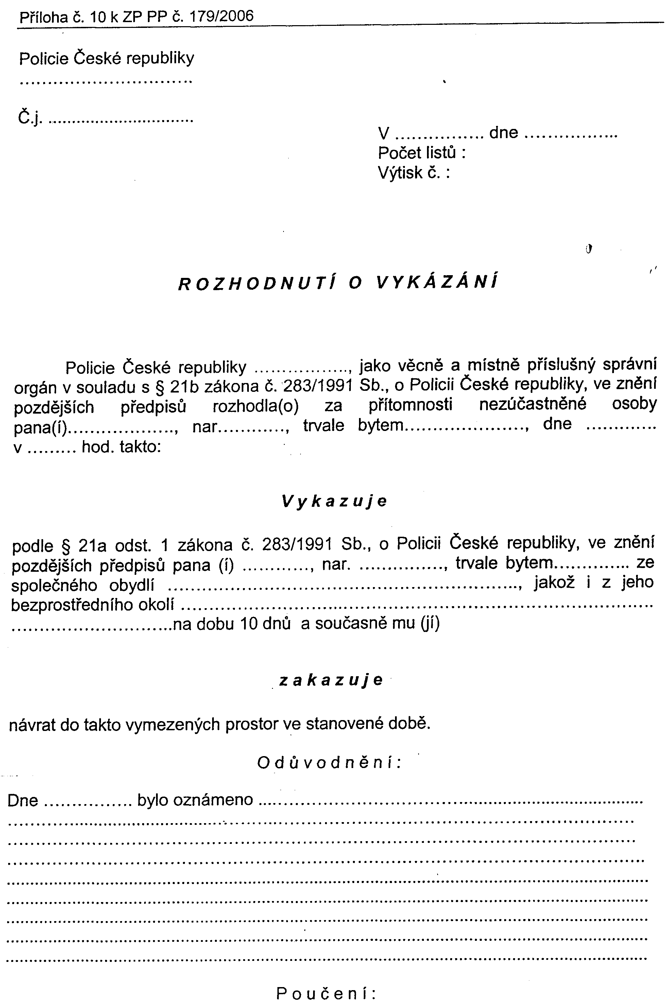 Příloha č. 10 k ZP PP č. 179/2006
Policie České republiky
...............................
Č.j. ...............................
V ................ dne .................
Počet listů :
Výtisk č. :
ROZHODNUTÍ O VYKÁZÁNÍ
Policie České republiky ................., jako věcně a místně příslušný správní
orgán v souladu s § 21b zákona č. 283/1991 Sb., o Policii České republiky, ve znění
pozdějších předpisů rozhodla(o) za přítomnosti nezúčastněné osoby
pana(í)..................., nar............., trvale bytem....................., dne .............
v ......... hod. takto:
Vykazuje
podle § 21a odst. 1 zákona č. 283/1991 Sb., o Policii České republiky, ve znění
pozdějších předpisů pana (í) ............, nar. ..............., trvale bytem.............. ze
společného obydlí .............................................................., jakož i z jeho
bezprostředního okolí ....................................................................................
.............................na dobu 10 dnů a současně mu (jí)
zakazuje
návrat do takto vymezených prostor ve stanovené době.
Odůvodnění:
Dne ................ bylo oznámeno .....................................................................
................................................................................................................
................................................................................................................
................................................................................................................
................................................................................................................
................................................................................................................
................................................................................................................
................................................................................................................
................................................................................................................
Poučení: